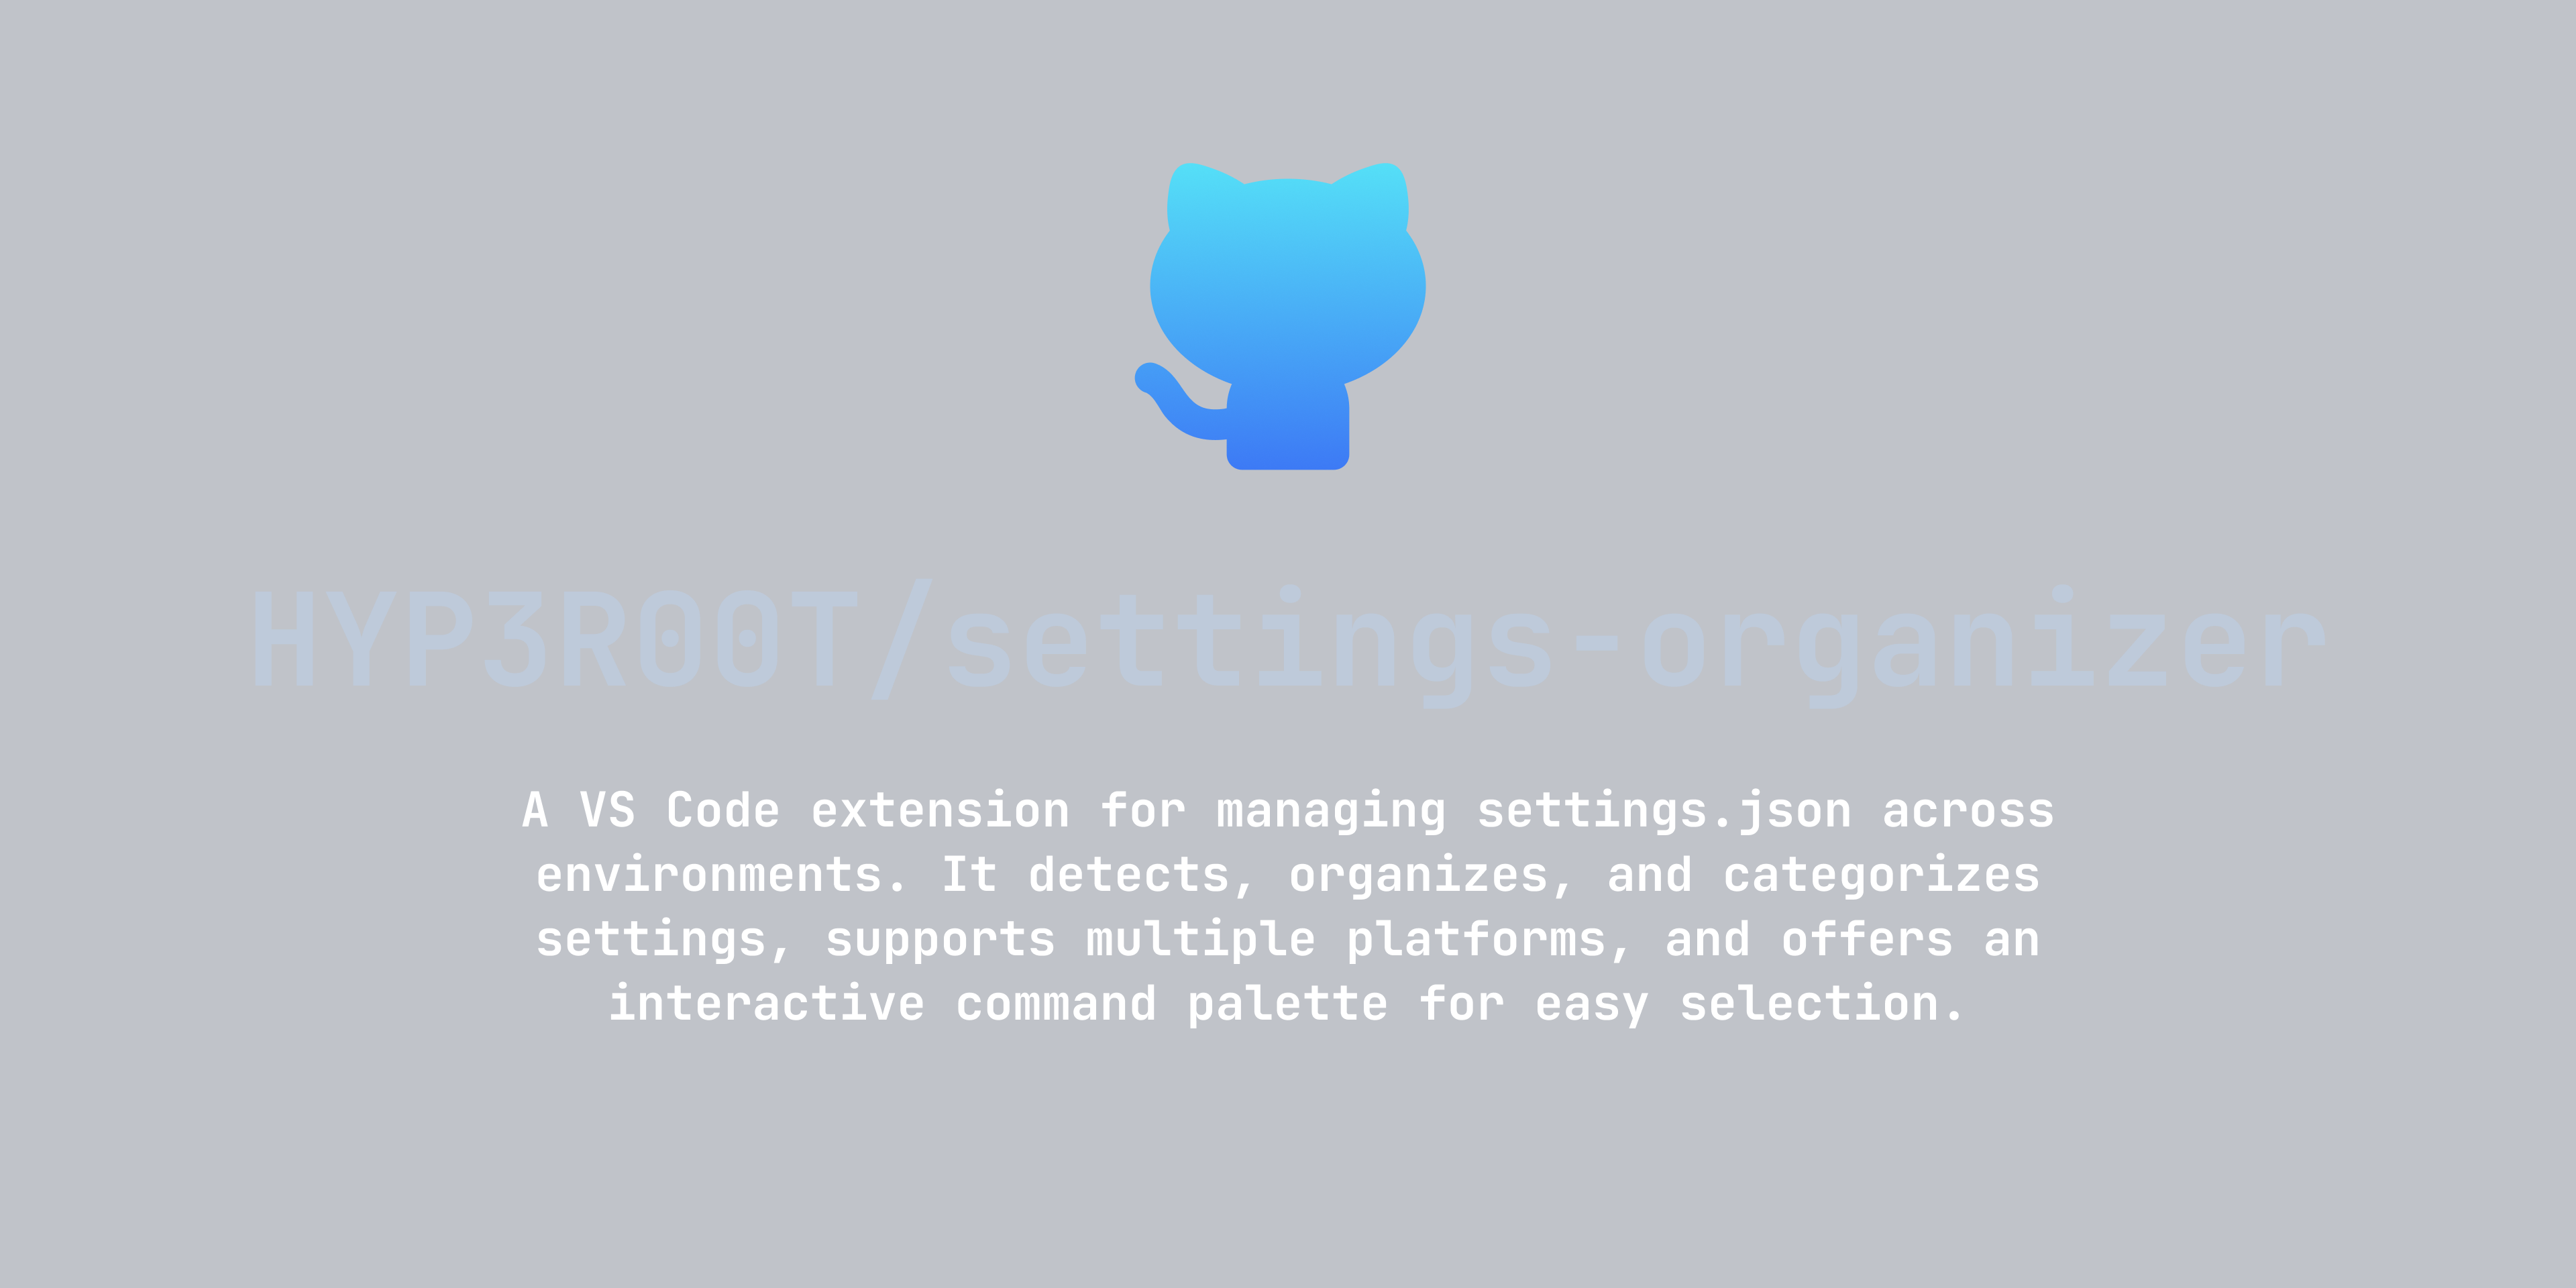 HYP3R00T/settings-organizer
A VS Code extension for managing settings.json across
environments. It detects, organizes, and categorizes
settings, supports multiple platforms, and offers an
interactive command palette for easy selection.